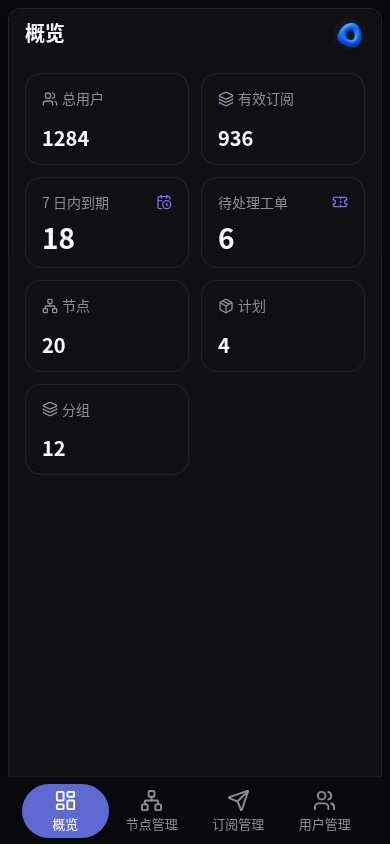 概览
总用户
1284
有效订阅
936
7 日内到期
18
待处理工单
6
节点
20
计划
4
分组
12
概览
节点管理
订阅管理
用户管理